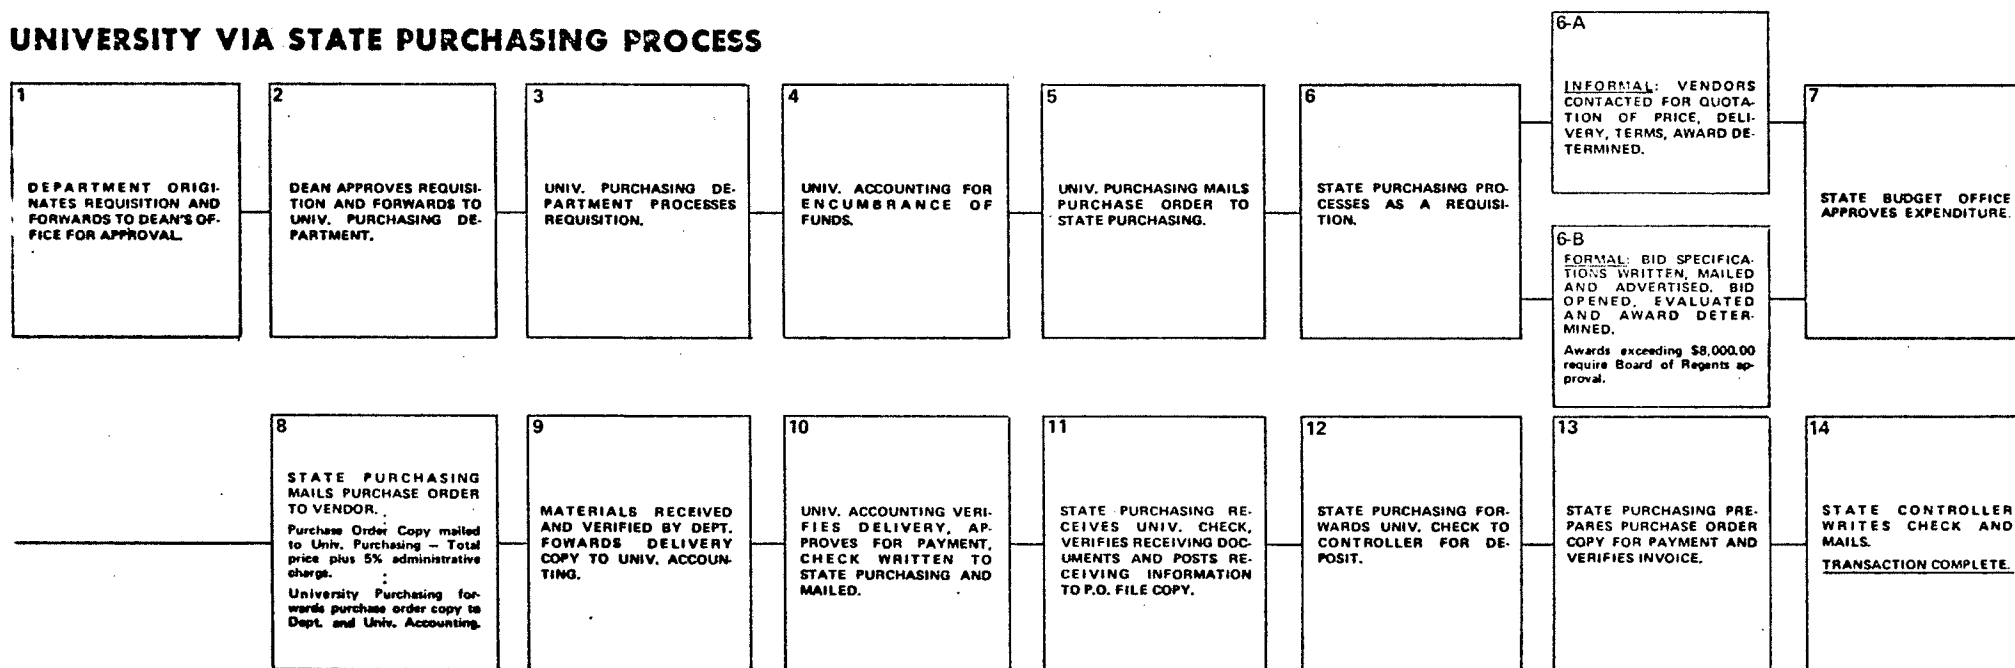 UNIVERSITY VIA STATE PURCHASING PROCESS
1
DEPARTMENT ORIGI-
NATES REQUISITION AND
FORWARDS TO DEAN'S OF-
FICE FOR APPROVAL.
2
DEAN APPROVES REQUISI-
TION AND FORWARDS TO
UNIV. PURCHASING DE-
PARTMENT.
3
UNIV. PURCHASING DE-
PARTMENT PROCESSES
REQUISITION.
4
UNIV. ACCOUNTING FOR
ENCUMBRANCE OF
FUNDS.
5
UNIV. PURCHASING MAILS
PURCHASE ORDER TO
STATE PURCHASING.
6
STATE PURCHASING PRO-
CESSES AS A REQUISI-
TION.
6-A
INFORMAL: VENDORS
CONTACTED FOR QUOTA-
TION OF PRICE, DELI-
VERY, TERMS, AWARD DE-
TERMINED.
6-B
FORMAL: BID SPECIFICA-
TIONS WRITTEN, MAILED
AND ADVERTISED. BID
OPENED, EVALUATED
AND AWARD DETER-
MINED.
Awards exceeding $8,000.00
require Board of Regents ap-
proval.
7
STATE BUDGET OFFICE
APPROVES EXPENDITURE.
8
STATE PURCHASING
MAILS PURCHASE ORDER
TO VENDOR.
Purchase Order Copy mailed
to Univ. Purchasing — Total
price plus 5% administrative
charge.
University Purchasing for-
wards purchase order copy to
Dept. and Univ. Accounting.
9
MATERIALS RECEIVED
AND VERIFIED BY DEPT.
FOWARDS DELIVERY
COPY TO UNIV. ACCOUN-
TING.
10
UNIV. ACCOUNTING VERI-
FIES DELIVERY, AP-
PROVES FOR PAYMENT,
CHECK WRITTEN TO
STATE PURCHASING AND
MAILED.
11
STATE PURCHASING RE-
CEIVES UNIV. CHECK,
VERIFIES RECEIVING DOC-
UMENTS AND POSTS RE-
CEIVING INFORMATION
TO P.O. FILE COPY.
12
STATE PURCHASING FOR-
WARDS UNIV. CHECK TO
CONTROLLER FOR DE-
POSIT.
13
STATE PURCHASING PRE-
PARES PURCHASE ORDER
COPY FOR PAYMENT AND
VERIFIES INVOICE.
14
STATE CONTROLLER
WRITES CHECK AND
MAILS.
TRANSACTION COMPLETE.